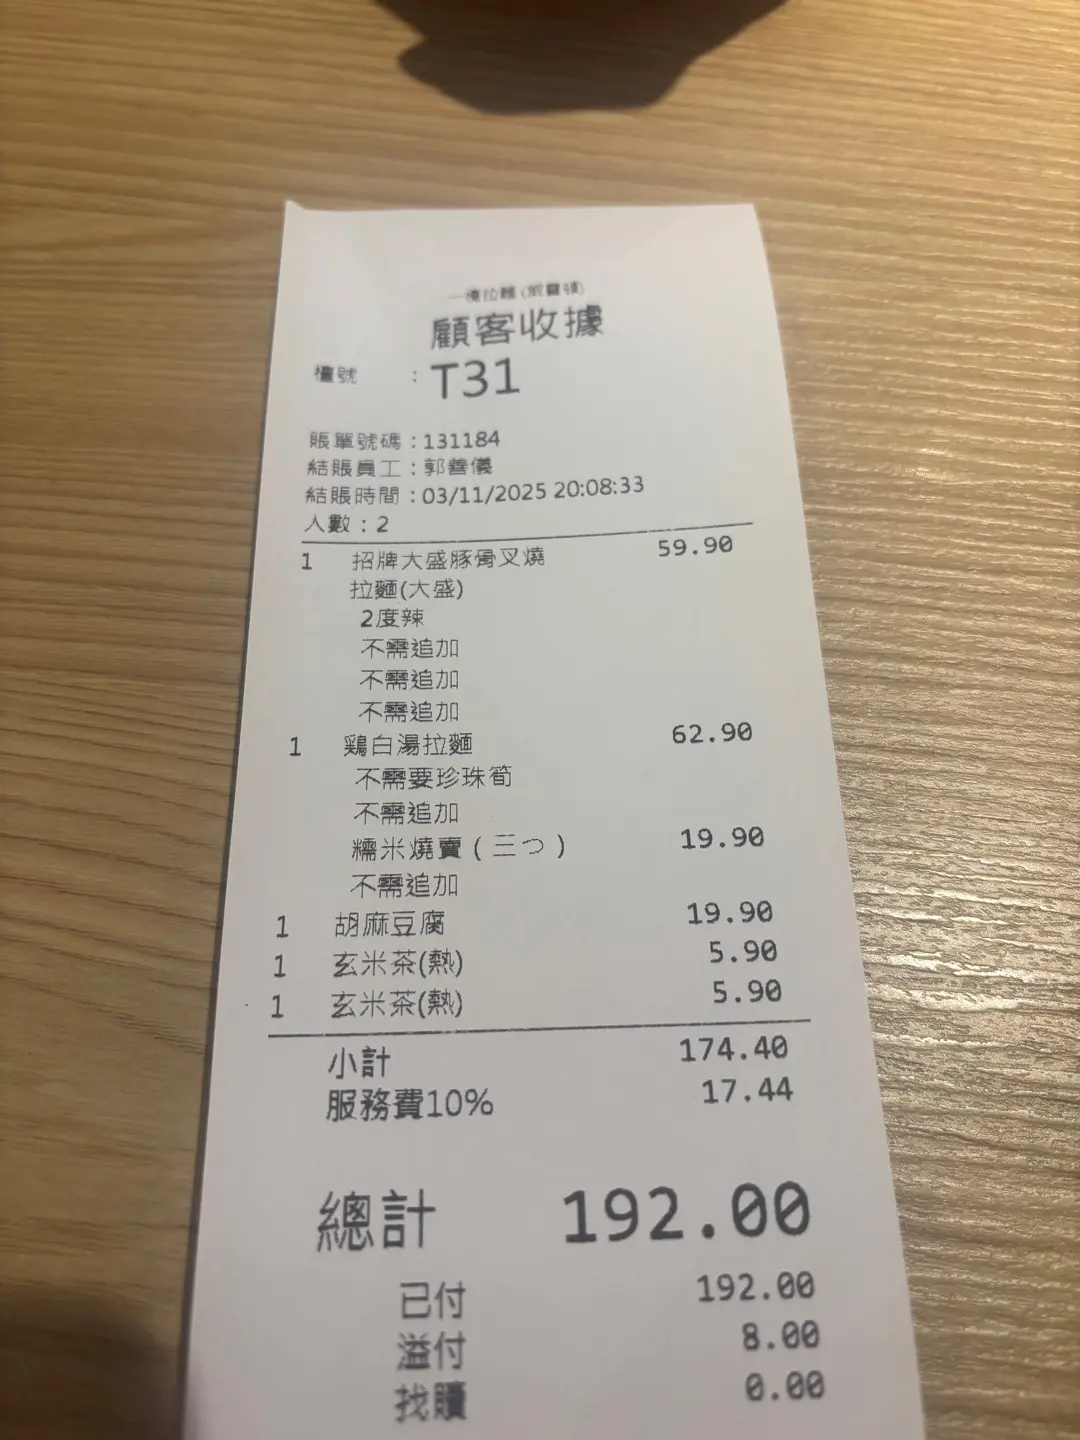 一優拉麵
顧客收據
檯號 : T31
賬單號碼 : 131184
結賬員工 : 郭善儀
結賬時間 : 03/11/2025 20:08:33
人數 : 2
1 招牌大盛豚骨叉燒 59.90
拉麵(大盛)
2度辣
不需追加
不需追加
不需追加
1 鶏白湯拉麵 62.90
不需要珍珠筍
不需追加
糯米燒賣 ( 三つ ) 19.90
不需追加
1 胡麻豆腐 19.90
1 玄米茶(熱) 5.90
1 玄米茶(熱) 5.90
小計 174.40
服務費10% 17.44
總計 192.00
已付 192.00
溢付 8.00
找贖 0.00